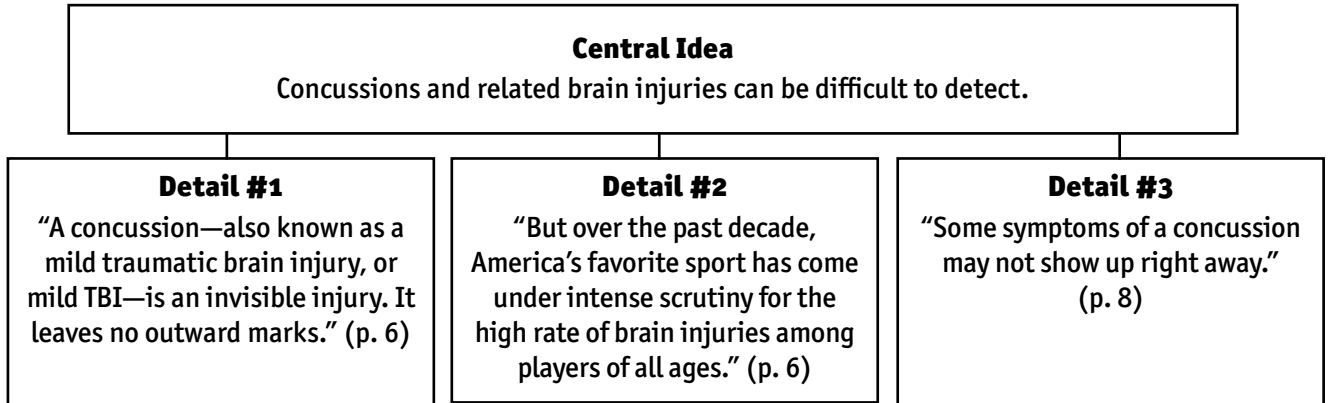 Central Idea
Concussions and related brain injuries can be difficult to detect.
Detail #1
“A concussion—also known as a
mild traumatic brain injury, or
mild TBI—is an invisible injury. It
leaves no outward marks.” (p. 6)
Detail #2
“But over the past decade,
America’s favorite sport has come
under intense scrutiny for the
high rate of brain injuries among
players of all ages.” (p. 6)
Detail #3
“Some symptoms of a concussion
may not show up right away.”
(p. 8)